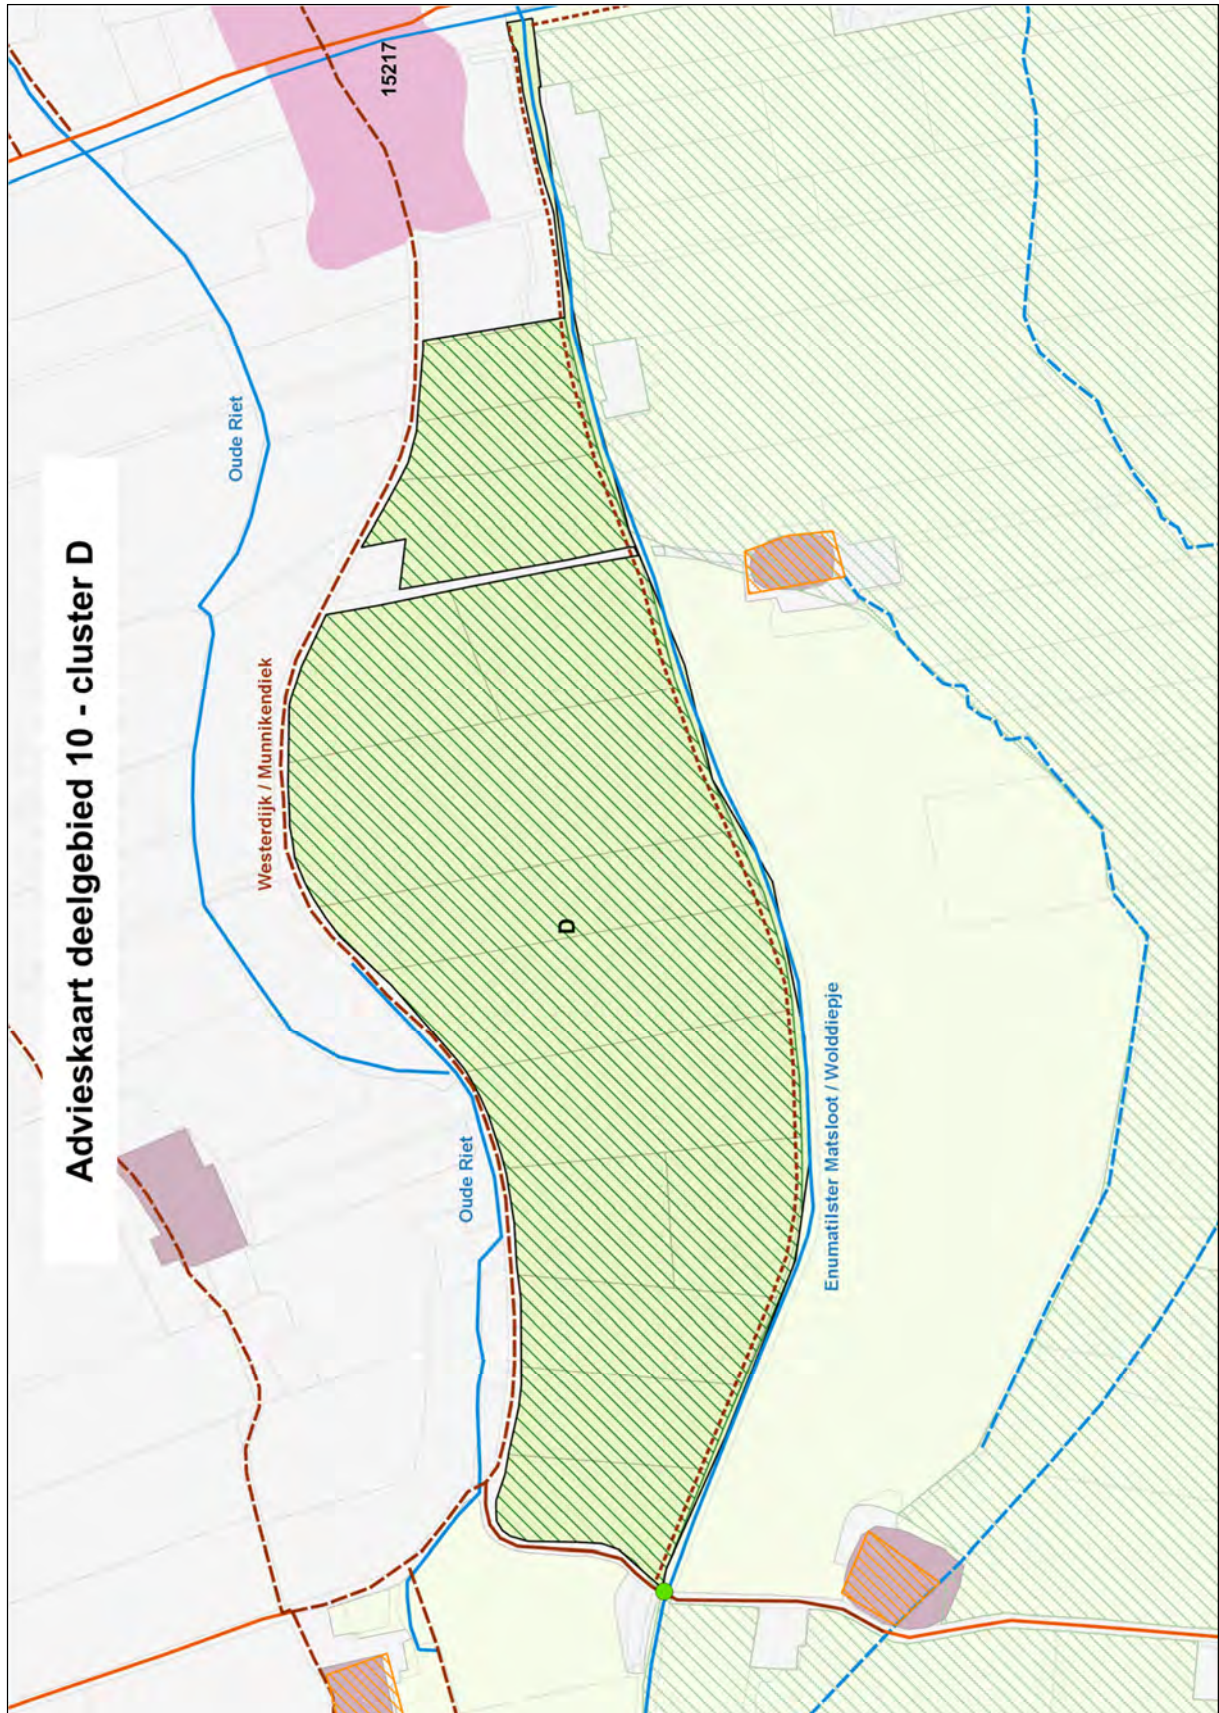 Advieskaart deelgebied 10 - cluster D
Oude Riet
Westerdijk / Munnikendiek
15217
Oude Riet
D
Enumatilster Matsloot / Wolddiepje